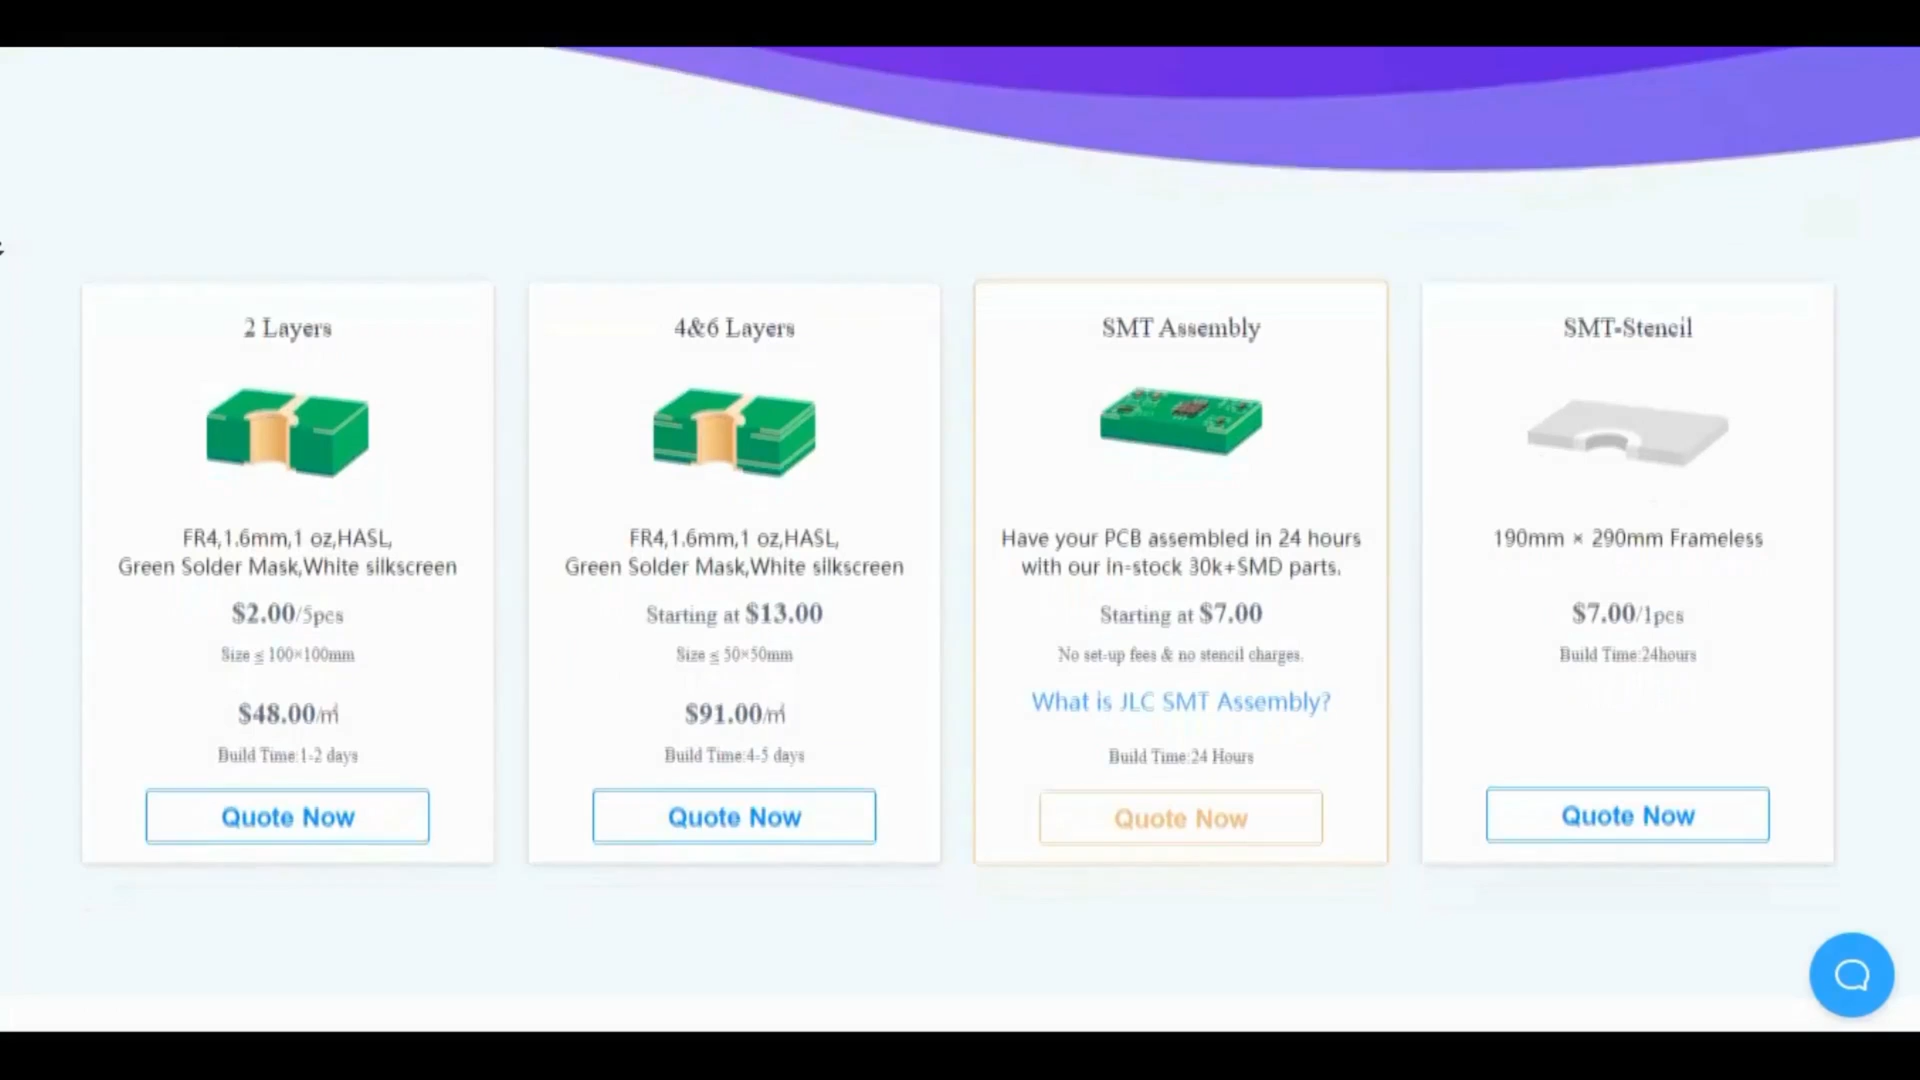 2 Layers
FR4,1.6mm,1 oz,HASL,
Green Solder Mask,White silkscreen
$2.00/5pcs
Size ≤ 100×100mm
$48.00/㎡
Build Time:1-2 days
Quote Now
4&6 Layers
FR4,1.6mm,1 oz,HASL,
Green Solder Mask,White silkscreen
Starting at $13.00
Size ≤ 50×50mm
$91.00/㎡
Build Time:4-5 days
Quote Now
SMT Assembly
Have your PCB assembled in 24 hours
with our in-stock 30k+SMD parts.
Starting at $7.00
No set-up fees & no stencil charges.
What is JLC SMT Assembly?
Build Time:24 Hours
Quote Now
SMT-Stencil
190mm × 290mm Frameless
$7.00/1pcs
Build Time:24hours
Quote Now